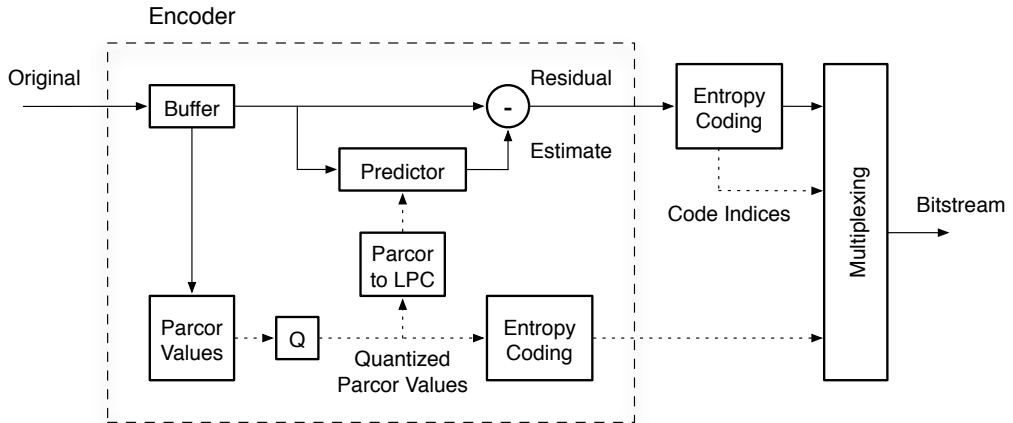 Encoder
Original
Buffer
-
Residual
Estimate
Predictor
Entropy
Coding
Code Indices
Multiplexing
Bitstream
Parcor
to LPC
Parcor
Values
Q
Quantized
Parcor Values
Entropy
Coding